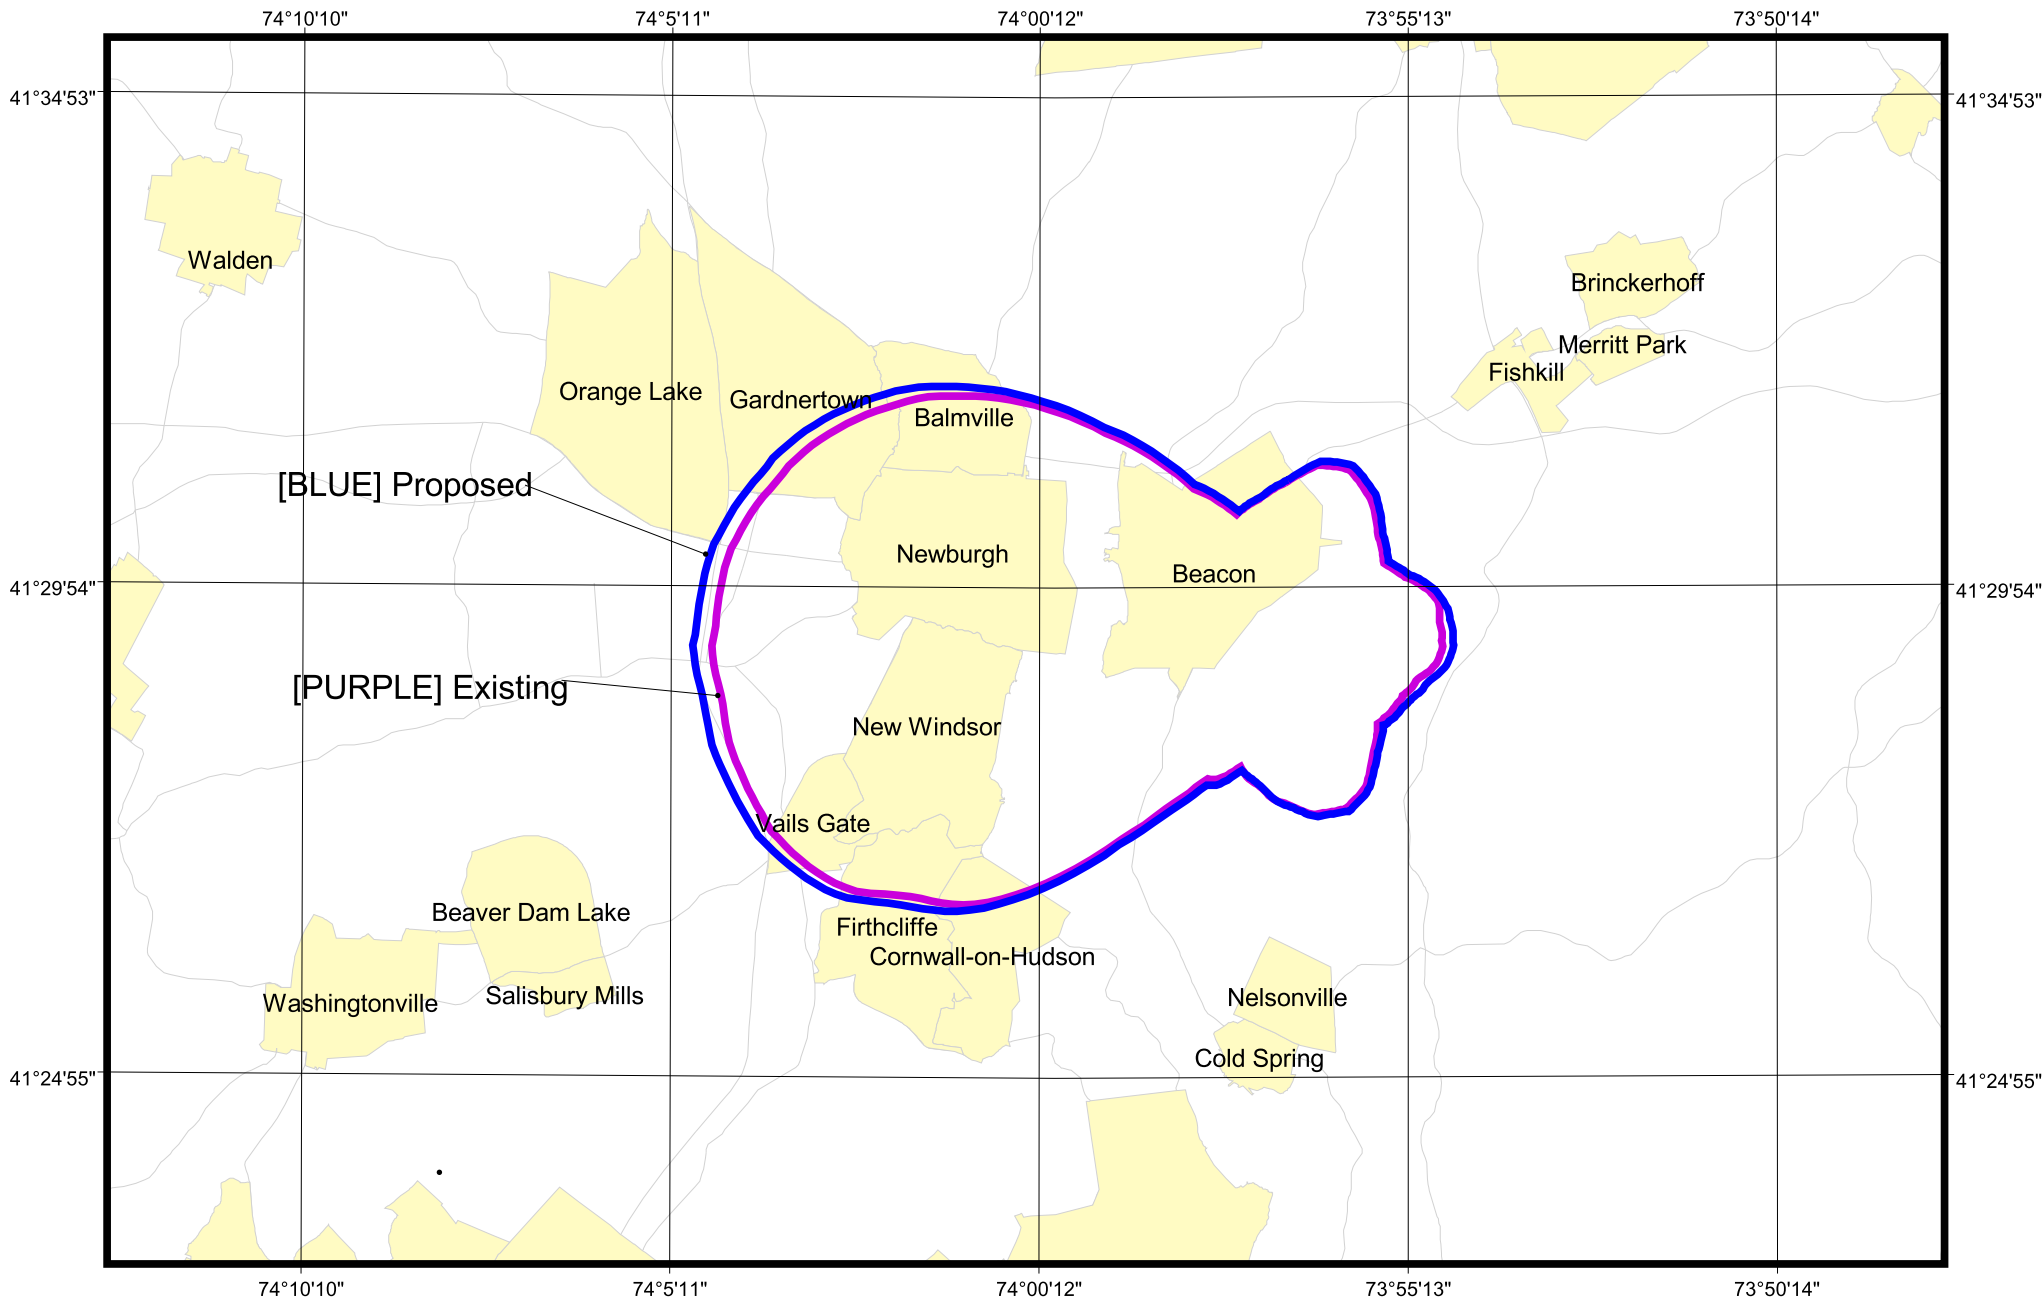 74°10'10" 74°5'11" 74°00'12" 73°55'13" 73°50'14"
41°34'53" 41°34'53"
Walden
Brinckerhoff
Merritt Park
Fishkill
Orange Lake
Gardnertown
Balmville
[BLUE] Proposed
Newburgh
Beacon
41°29'54" 41°29'54"
[PURPLE] Existing
New Windsor
Vails Gate
Beaver Dam Lake
Firthcliffe
Cornwall-on-Hudson
Washingtonville
Salisbury Mills
Nelsonville
Cold Spring
41°24'55" 41°24'55"
74°10'10" 74°5'11" 74°00'12" 73°55'13" 73°50'14"